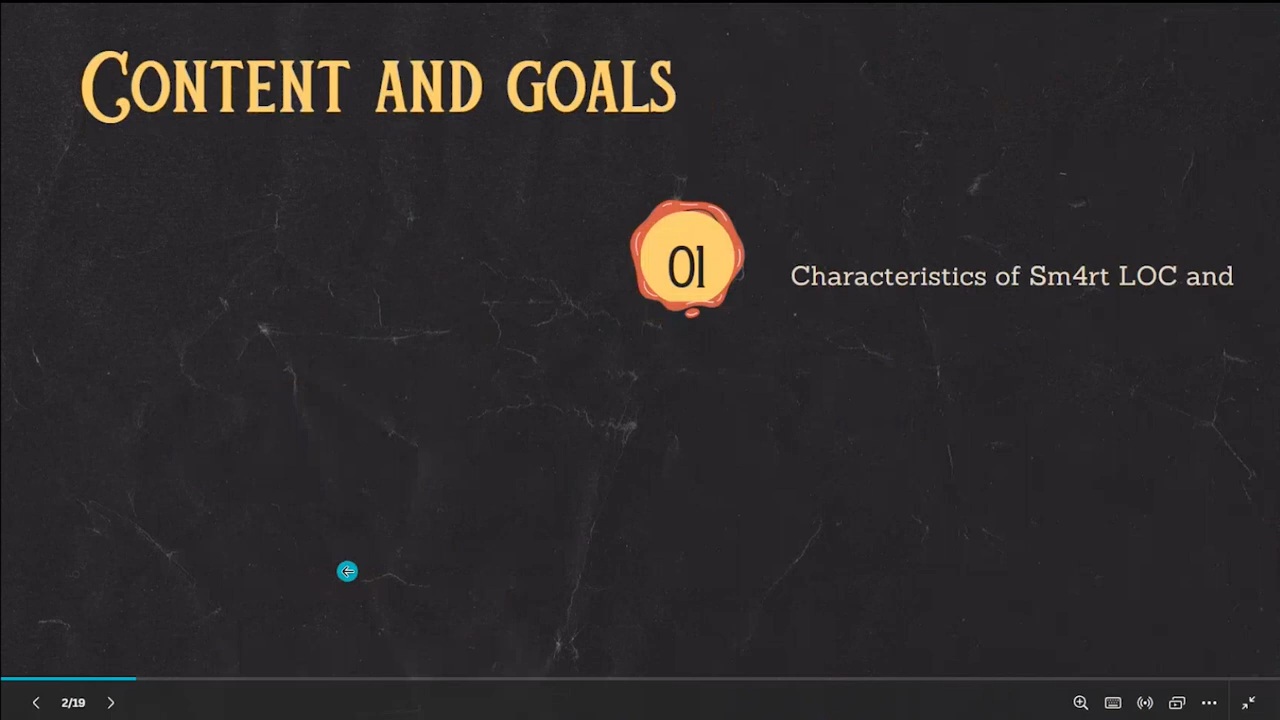 Content and goals
01
Characteristics of Sm4rt LOC and
2/19